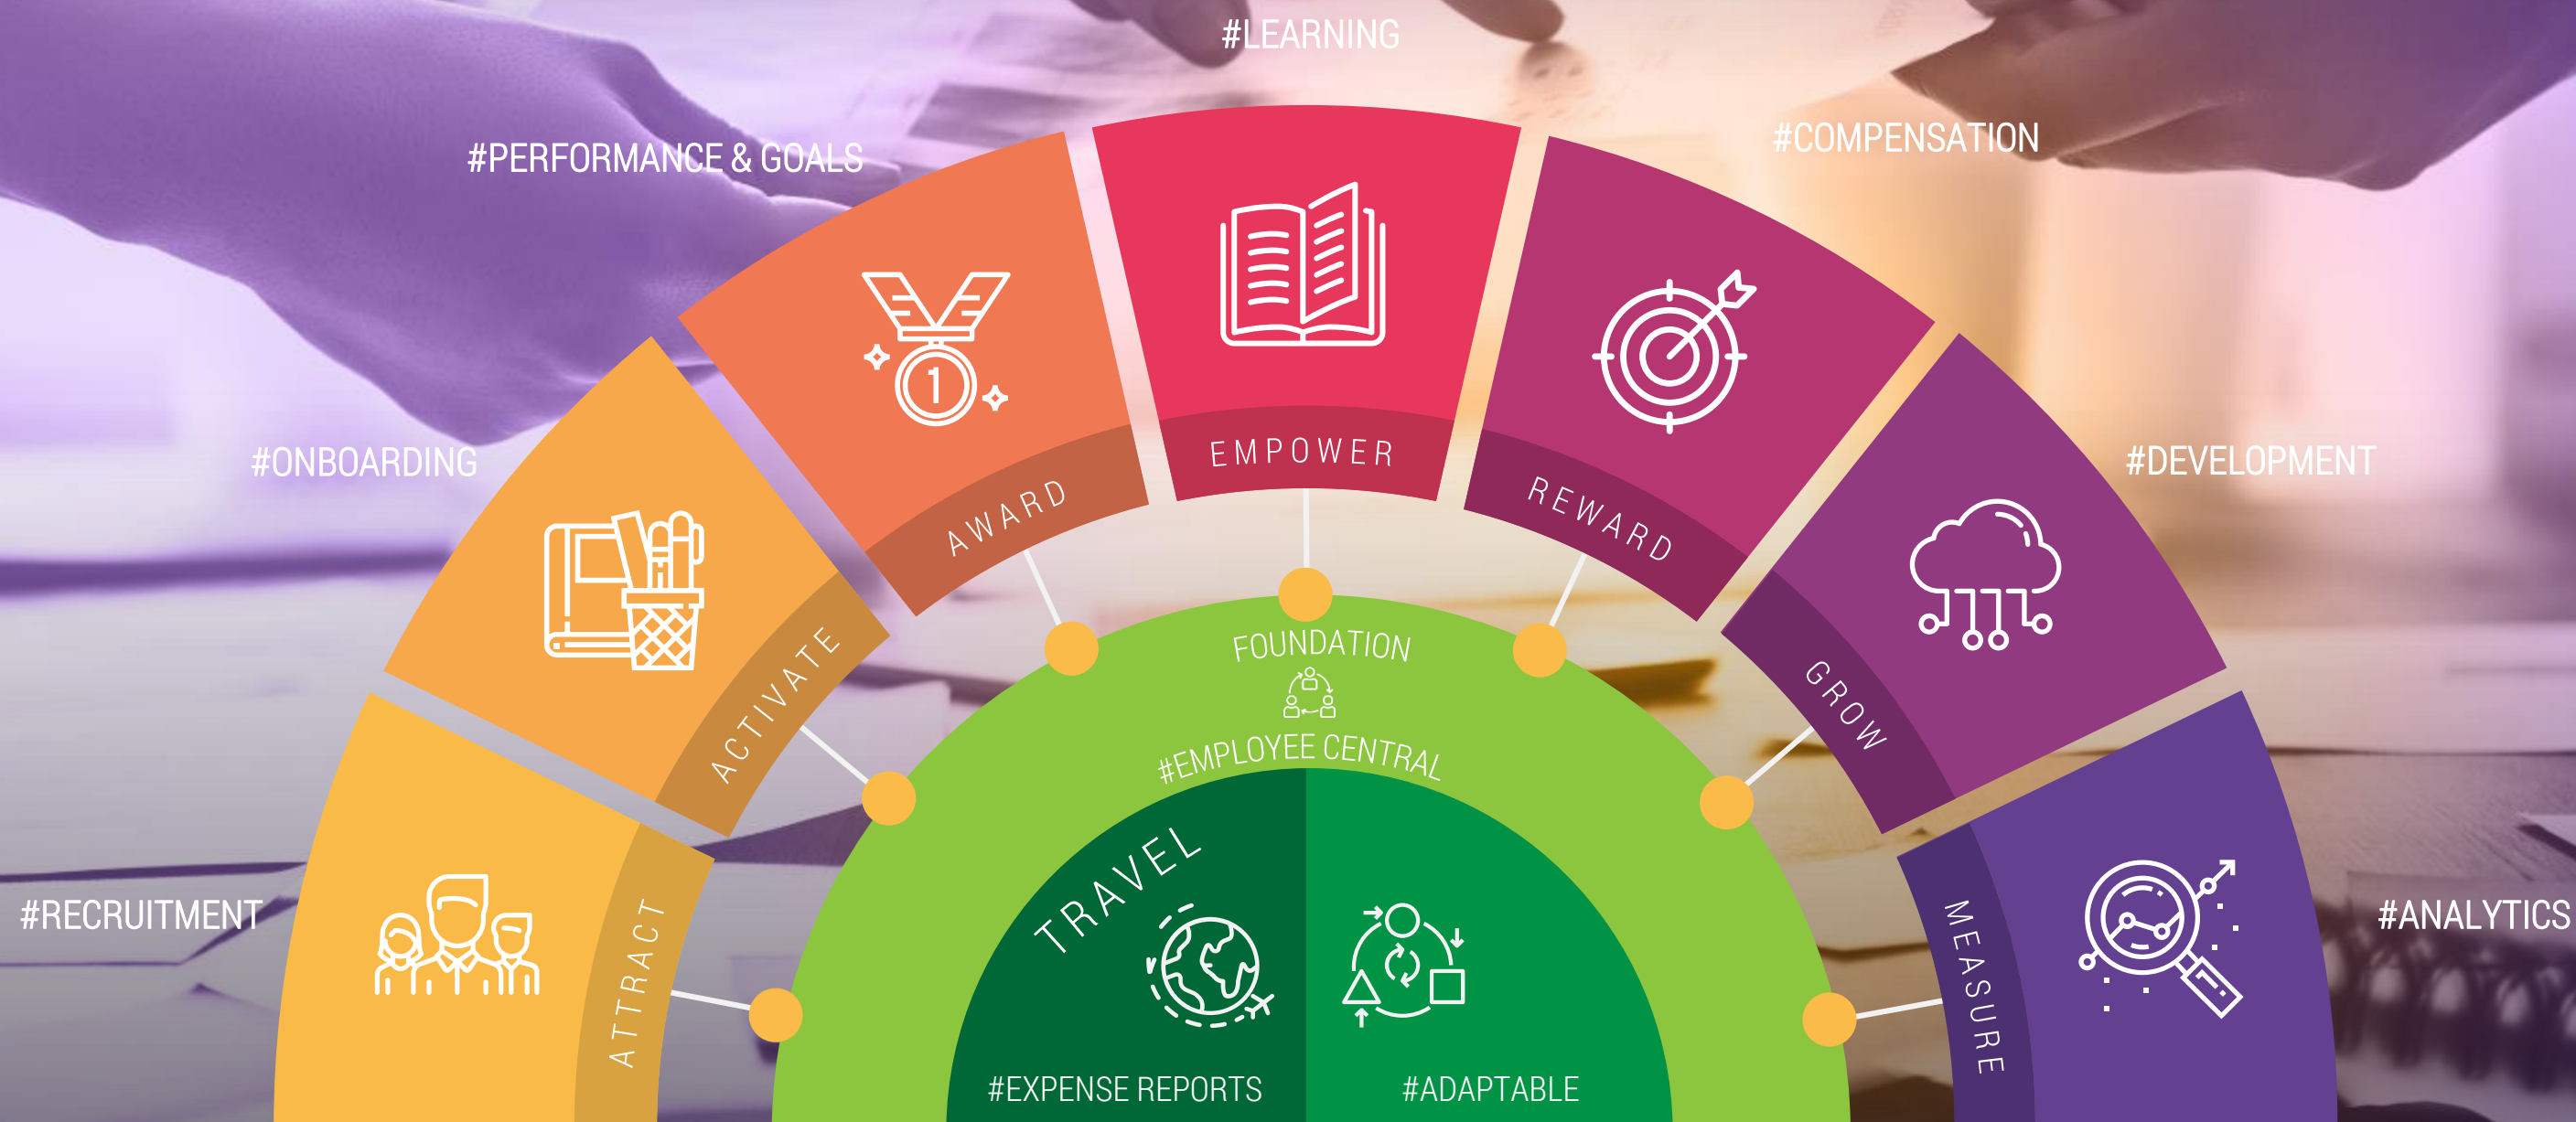 #LEARNING
#PERFORMANCE & GOALS
#COMPENSATION
#ONBOARDING
#DEVELOPMENT
#RECRUITMENT
#ANALYTICS
ATTRACT
ACTIVATE
AWARD
1
EMPOWER
REWARD
GROW
MEASURE
FOUNDATION
#EMPLOYEE CENTRAL
TRAVEL
#EXPENSE REPORTS
#ADAPTABLE